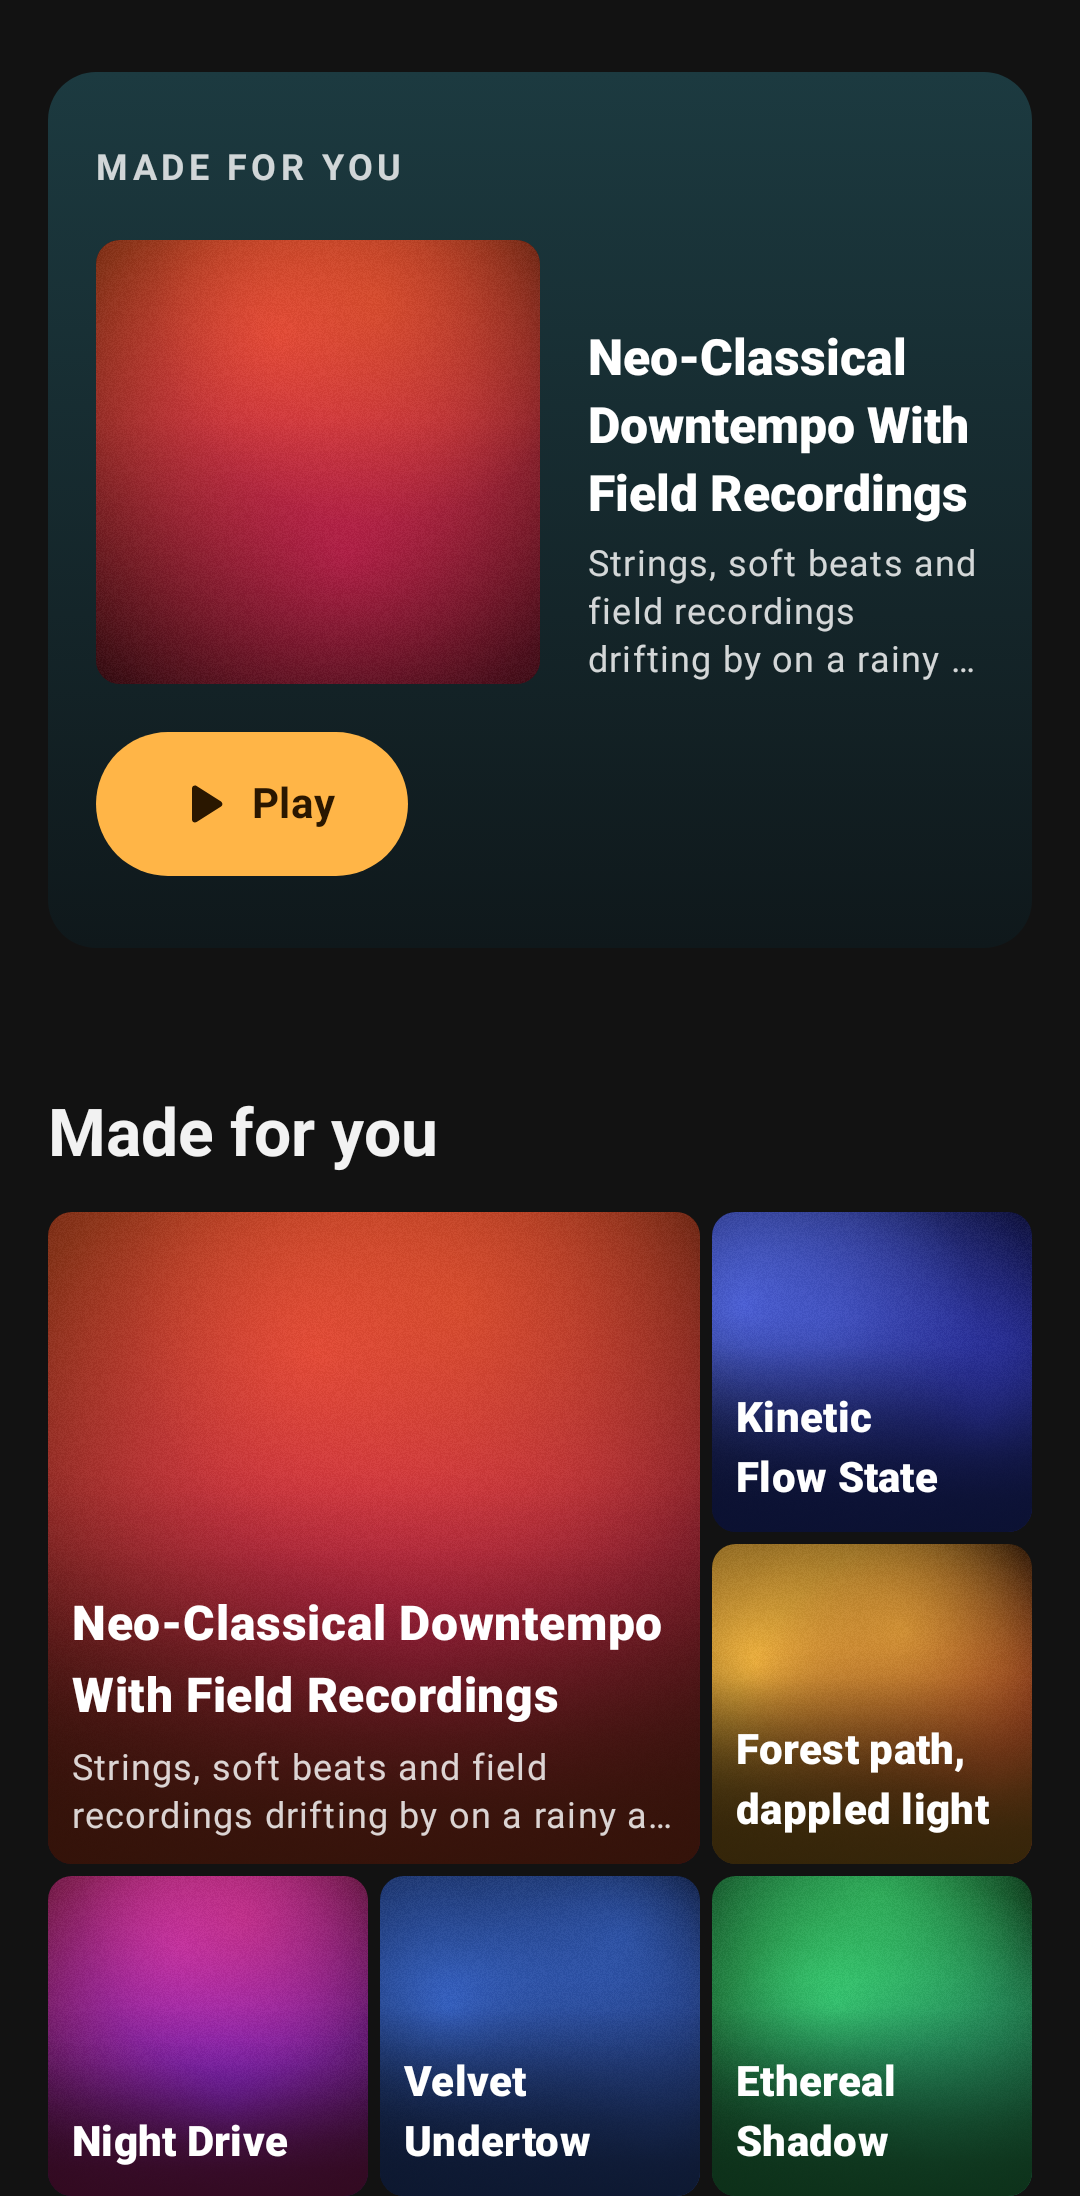 MADE FOR YOU
Neo-Classical
Downtempo With
Field Recordings
Strings, soft beats and
field recordings
drifting by on a rainy …
Play
Made for you
Neo-Classical Downtempo
With Field Recordings
Strings, soft beats and field
recordings drifting by on a rainy a…
Kinetic
Flow State
Forest path,
dappled light
Night Drive
Velvet
Undertow
Ethereal
Shadow